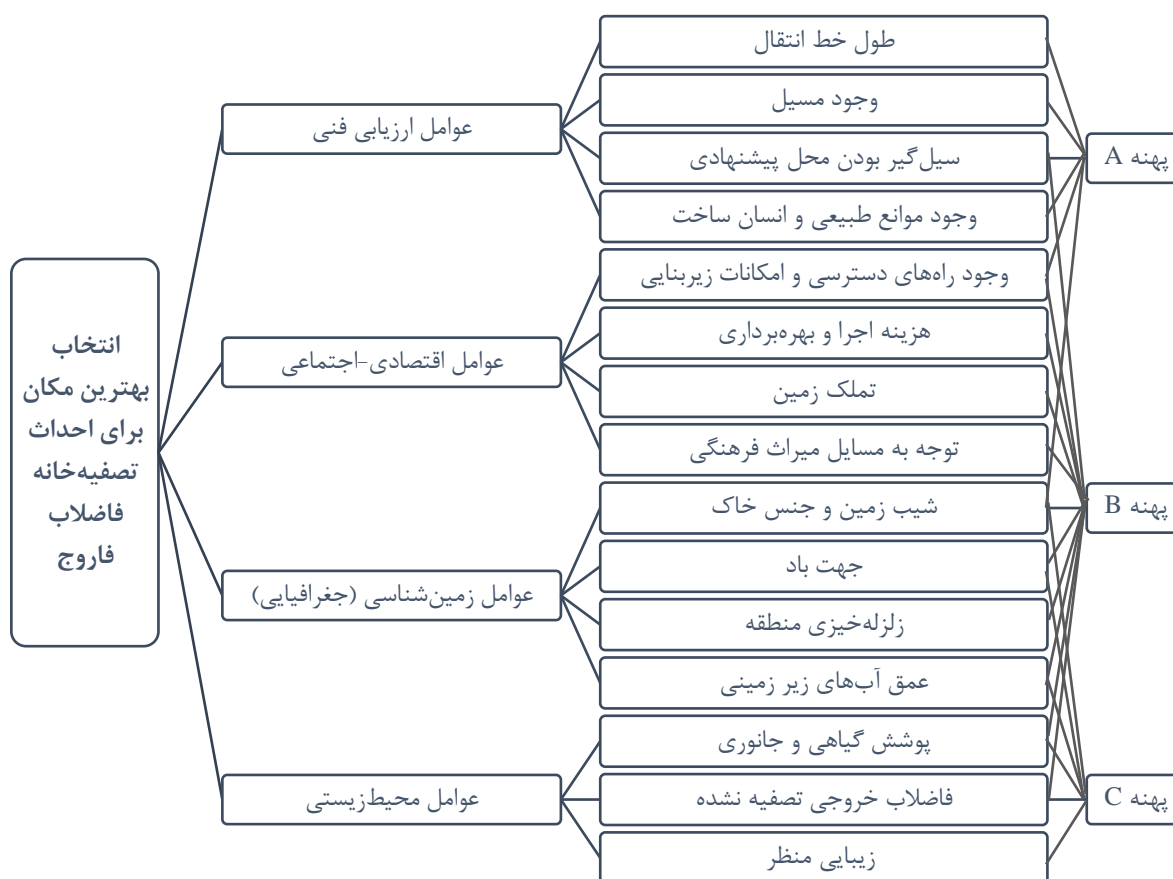 انتخاب
بهترین مکان
برای احداث
تصفیه‌خانه
فاضلاب
فاروج
عوامل ارزیابی فنی
عوامل اقتصادی-اجتماعی
عوامل زمین‌شناسی (جغرافیایی)
عوامل محیط‌زیستی
طول خط انتقال
وجود مسیل
سیل‌گیر بودن محل پیشنهادی
وجود موانع طبیعی و انسان ساخت
وجود راه‌های دسترسی و امکانات زیربنایی
هزینه اجرا و بهره‌برداری
تملک زمین
توجه به مسایل میراث فرهنگی
شیب زمین و جنس خاک
جهت باد
زلزله‌خیزی منطقه
عمق آب‌های زیر زمینی
پوشش گیاهی و جانوری
فاضلاب خروجی تصفیه نشده
زیبایی منظر
پهنه A
پهنه B
پهنه C